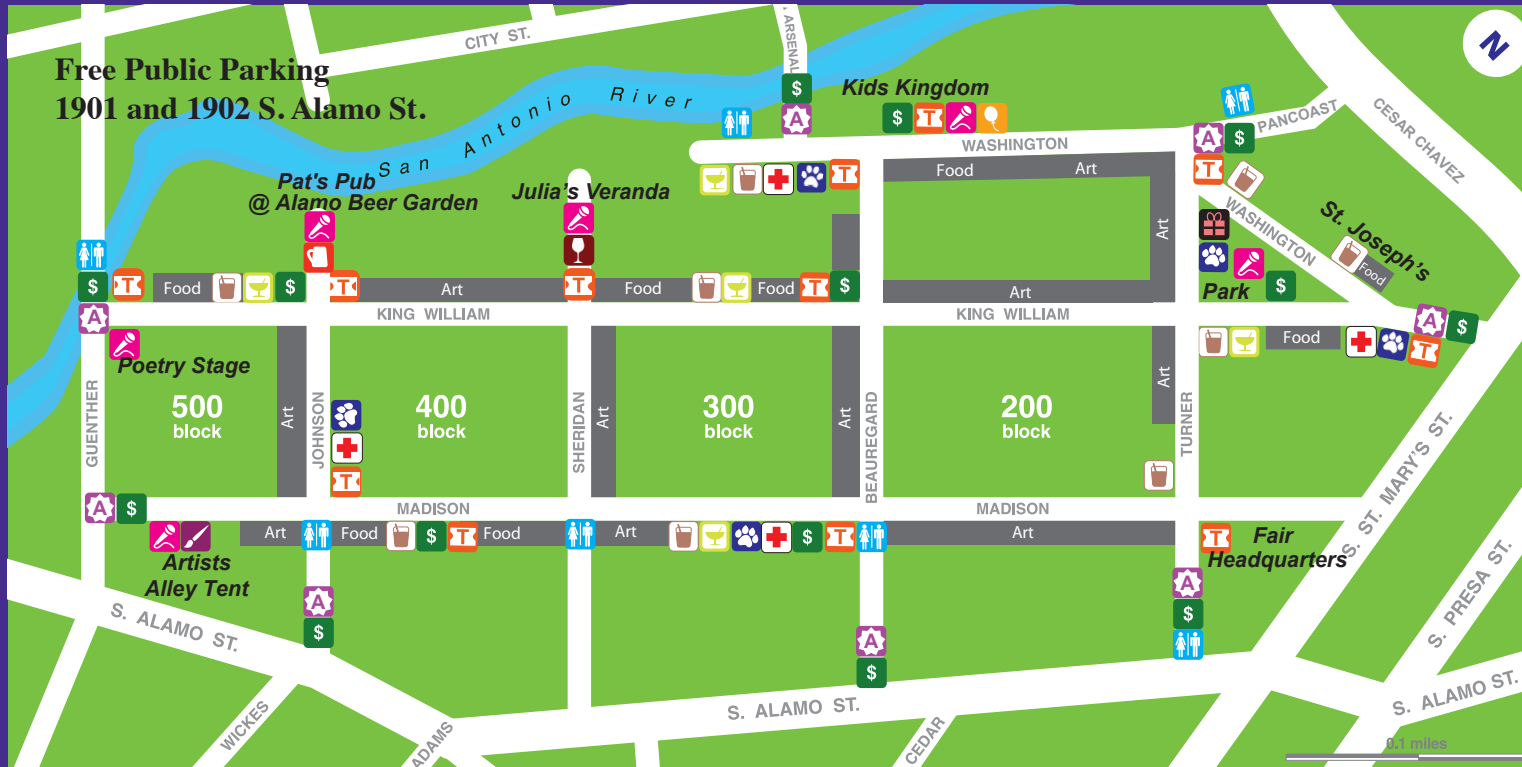 CITY ST.
ARSENAL
N
Free Public Parking
1901 and 1902 S. Alamo St.
San Antonio River
$
Kids Kingdom
A
$ T
PANCOAST
CESAR CHAVEZ
A $
WASHINGTON
Food Art
T
T
Pat's Pub
@ Alamo Beer Garden
Julia's Veranda
WASHINGTON
St. Joseph's
Art
Food
$ T
Food
$
T
Art
T
Food
Food
T $
Art
Park
$
A
KING WILLIAM
KING WILLIAM
A $
Poetry Stage
Food
T
GUENTHER
500
block
Art
JOHNSON
400
block
SHERIDAN
Art
300
block
Art
BEAUREGARD
200
block
Art
TURNER
T
A $
MADISON
MADISON
S. ST. MARY'S ST.
Art
Food
$ T
Food
Art
$ T
Art
T
Fair
Headquarters
Artists
Alley Tent
A
$
A
$
A
$
S. PRESA ST.
S. ALAMO ST.
S. ALAMO ST.
S. ALAMO ST.
WICKES
ADAMS
CEDAR
0.1 miles